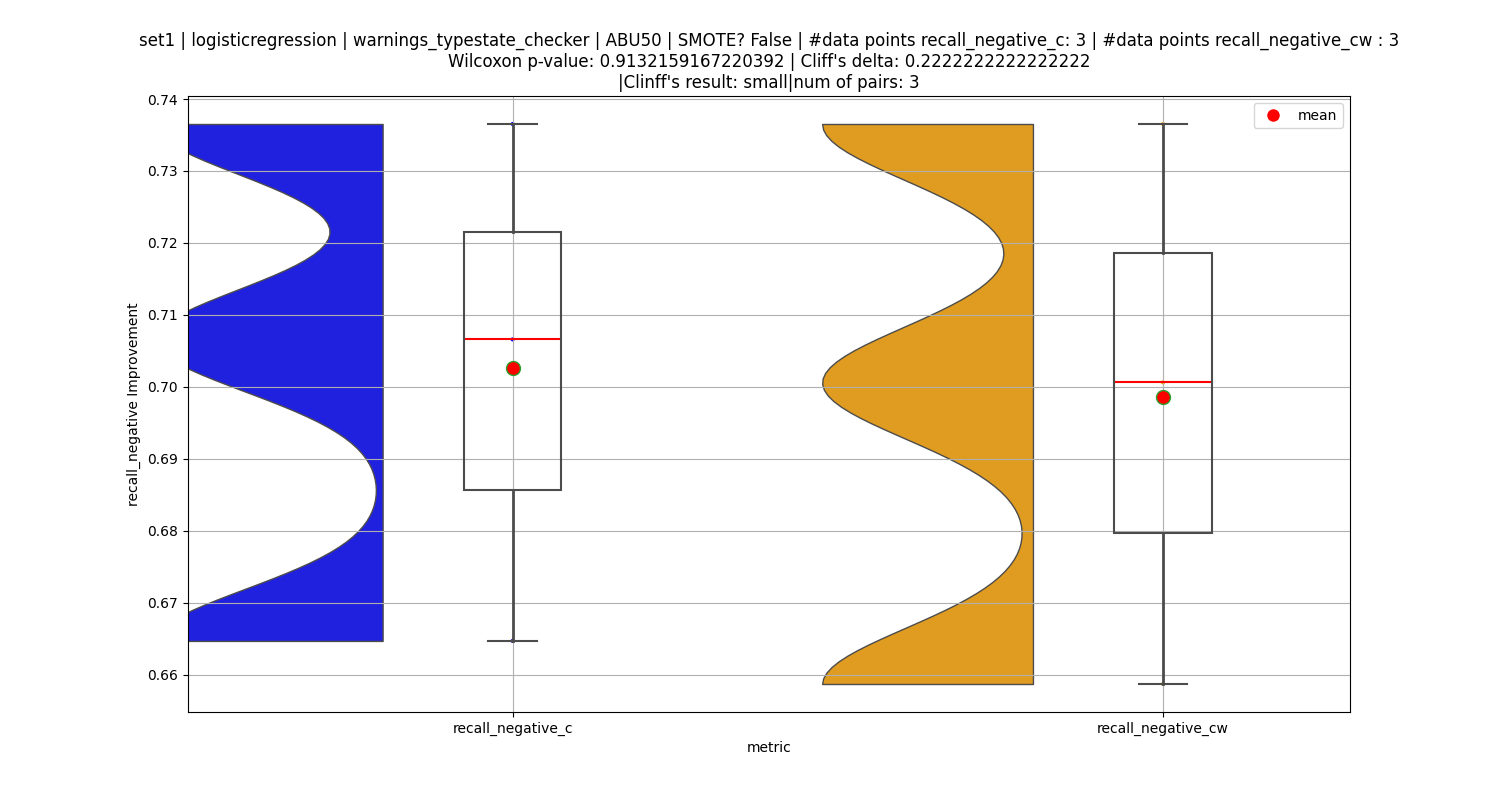 set1 | logisticregression | warnings_typestate_checker | ABU50 | SMOTE? False | #data points recall_negative_c: 3 | #data points recall_negative_cw : 3
Wilcoxon p-value: 0.9132159167220392 | Cliff's delta: 0.2222222222222222
|Clinff's result: small|num of pairs: 3
mean
0.74
0.73
0.72
0.71
0.70
0.69
0.68
0.67
0.66
recall_negative Improvement
recall_negative_c
recall_negative_cw
metric